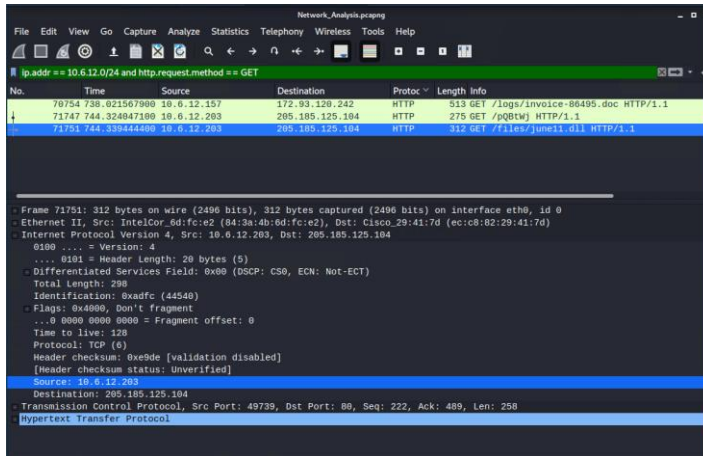 Network_Analysis.pcapng
File Edit View Go Capture Analyze Statistics Telephony Wireless Tools Help
ip.addr == 10.6.12.0/24 and http.request.method == GET
No. Time Source Destination Protoc Length Info
70754 738.021567900 10.6.12.157 172.93.120.242 HTTP 513 GET /logs/invoice-86495.doc HTTP/1.1
71747 744.324047100 10.6.12.203 205.185.125.104 HTTP 275 GET /pQBtWj HTTP/1.1
71751 744.339444400 10.6.12.203 205.185.125.104 HTTP 312 GET /files/june11.dll HTTP/1.1
Frame 71751: 312 bytes on wire (2496 bits), 312 bytes captured (2496 bits) on interface eth0, id 0
Ethernet II, Src: IntelCor_6d:fc:e2 (84:3a:4b:6d:fc:e2), Dst: Cisco_29:41:7d (ec:c8:82:29:41:7d)
Internet Protocol Version 4, Src: 10.6.12.203, Dst: 205.185.125.104
0100 .... = Version: 4
.... 0101 = Header Length: 20 bytes (5)
Differentiated Services Field: 0x00 (DSCP: CS0, ECN: Not-ECT)
Total Length: 298
Identification: 0xadfc (44540)
Flags: 0x4000, Don't fragment
...0 0000 0000 0000 = Fragment offset: 0
Time to live: 128
Protocol: TCP (6)
Header checksum: 0xe9de [validation disabled]
[Header checksum status: Unverified]
Source: 10.6.12.203
Destination: 205.185.125.104
Transmission Control Protocol, Src Port: 49739, Dst Port: 80, Seq: 222, Ack: 489, Len: 258
Hypertext Transfer Protocol